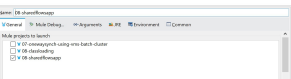 Name: 08-sharedflowsapp
General Mule Debug... Arguments JRE Environment Common
Mule projects to launch
07-onewaysynch-using-vmx-batch-cluster
08-classloading
08-sharedflowsapp